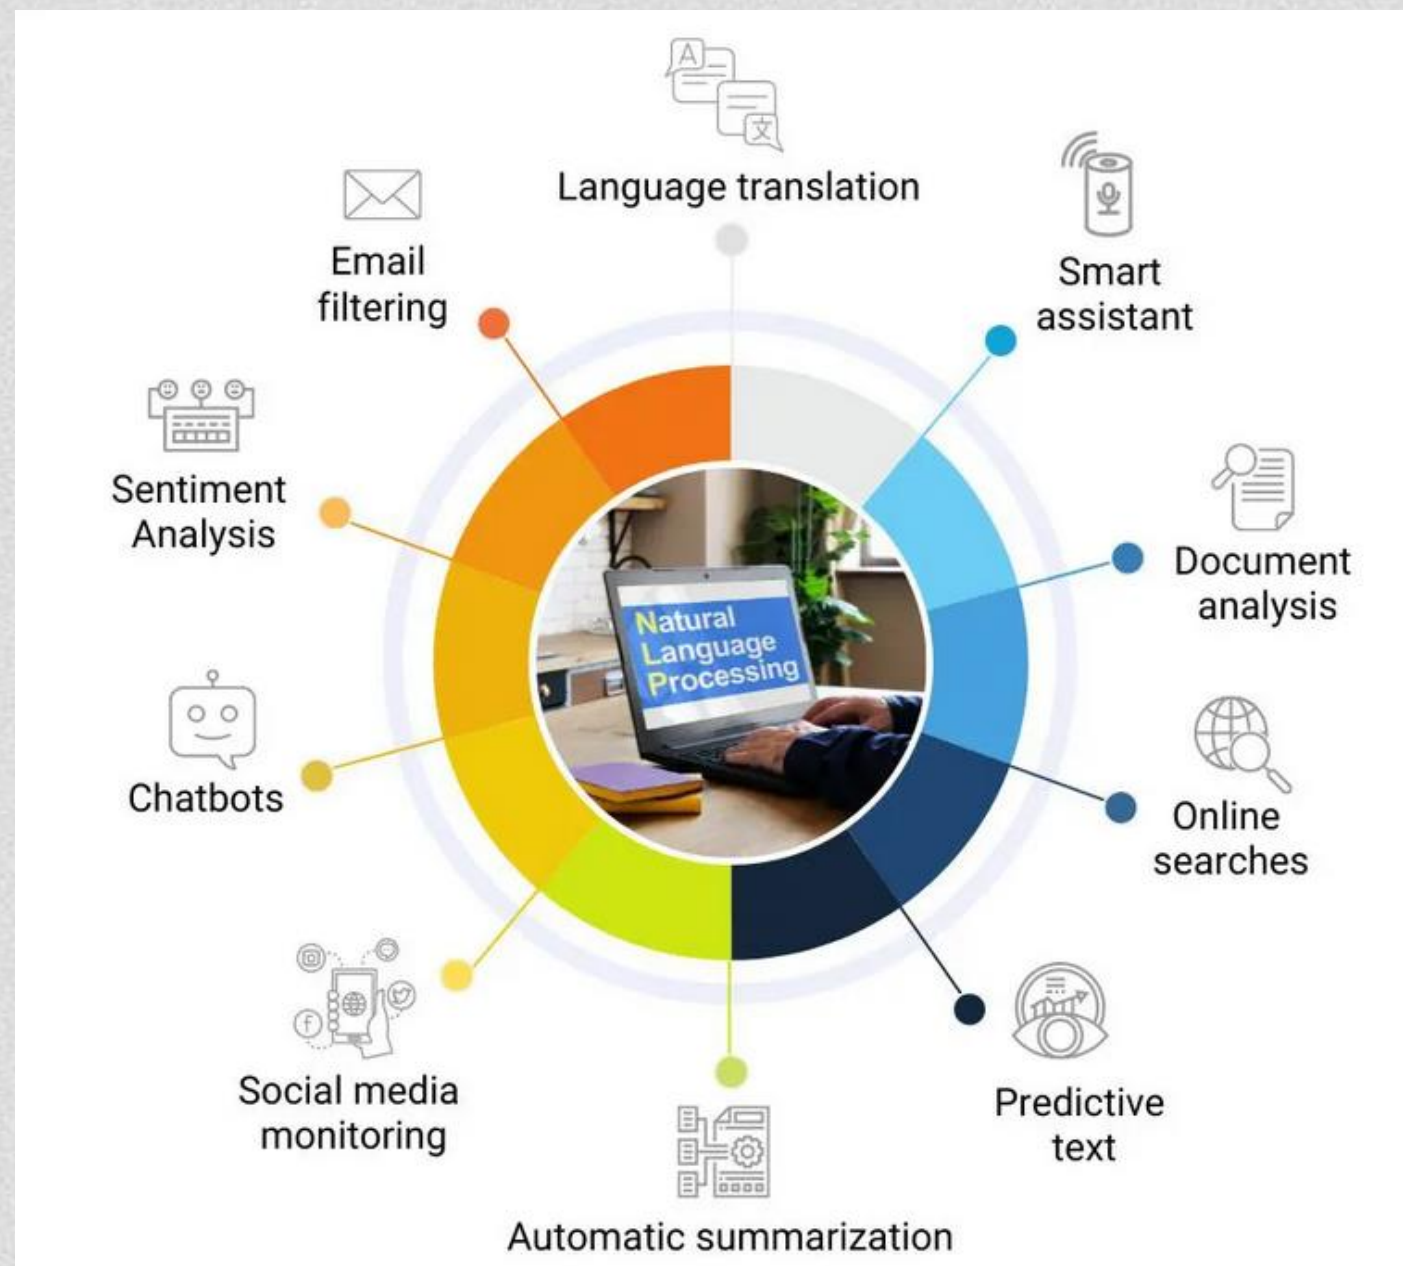 A
文
Language translation
Smart
assistant
Document
analysis
Online
searches
Predictive
text
Automatic summarization
Social media
monitoring
f
Chatbots
Sentiment
Analysis
Email
filtering
Natural
Language
Processing